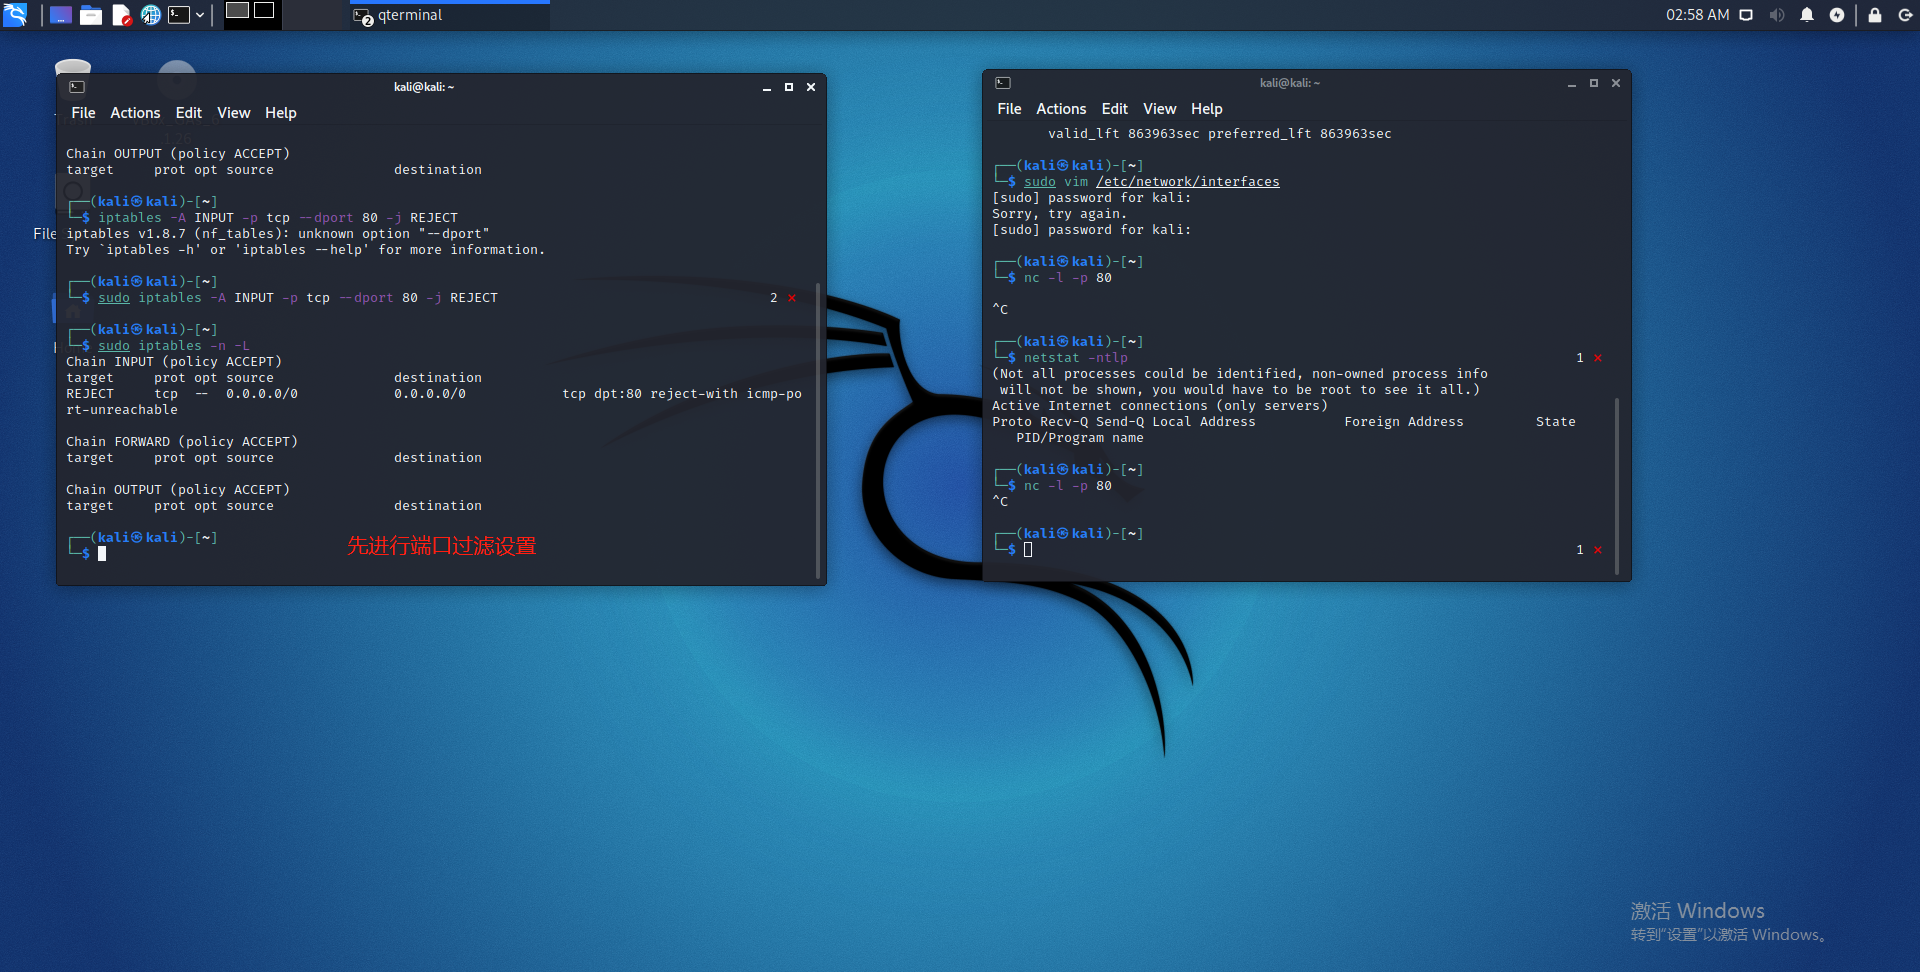 qterminal
2
02:58 AM
kali@kali: ~
File Actions Edit View Help
Chain OUTPUT (policy ACCEPT)
target prot opt source destination
┌──(kali㉿kali)-[~]
└─$ iptables -A INPUT -p tcp --dport 80 -j REJECT
iptables v1.8.7 (nf_tables): unknown option "--dport"
Try `iptables -h' or 'iptables --help' for more information.
┌──(kali㉿kali)-[~]
└─$ sudo iptables -A INPUT -p tcp --dport 80 -j REJECT 2 ⨯
┌──(kali㉿kali)-[~]
└─$ sudo iptables -n -L
Chain INPUT (policy ACCEPT)
target prot opt source destination
REJECT tcp -- 0.0.0.0/0 0.0.0.0/0 tcp dpt:80 reject-with icmp-po
rt-unreachable
Chain FORWARD (policy ACCEPT)
target prot opt source destination
Chain OUTPUT (policy ACCEPT)
target prot opt source destination
┌──(kali㉿kali)-[~]
└─$
先进行端口过滤设置
kali@kali: ~
File Actions Edit View Help
valid_lft 863963sec preferred_lft 863963sec
┌──(kali㉿kali)-[~]
└─$ sudo vim /etc/network/interfaces
[sudo] password for kali:
Sorry, try again.
[sudo] password for kali:
┌──(kali㉿kali)-[~]
└─$ nc -l -p 80
^C
┌──(kali㉿kali)-[~]
└─$ netstat -ntlp 1 ⨯
(Not all processes could be identified, non-owned process info
will not be shown, you would have to be root to see it all.)
Active Internet connections (only servers)
Proto Recv-Q Send-Q Local Address Foreign Address State
PID/Program name
┌──(kali㉿kali)-[~]
└─$ nc -l -p 80
^C
┌──(kali㉿kali)-[~]
└─$ 1 ⨯
File
激活 Windows
转到"设置"以激活 Windows。